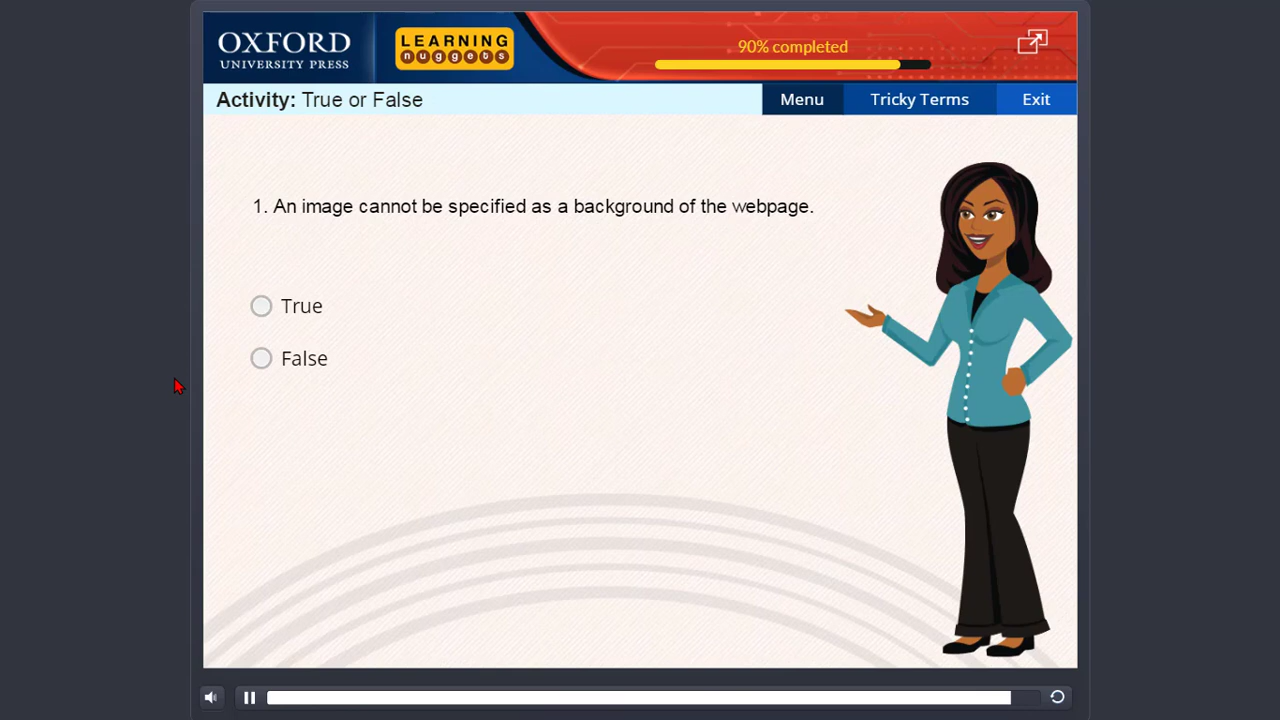 OXFORD
UNIVERSITY PRESS
LEARNING
nuggets
90% completed
Activity: True or False
Menu
Tricky Terms
Exit
1. An image cannot be specified as a background of the webpage.
True
False